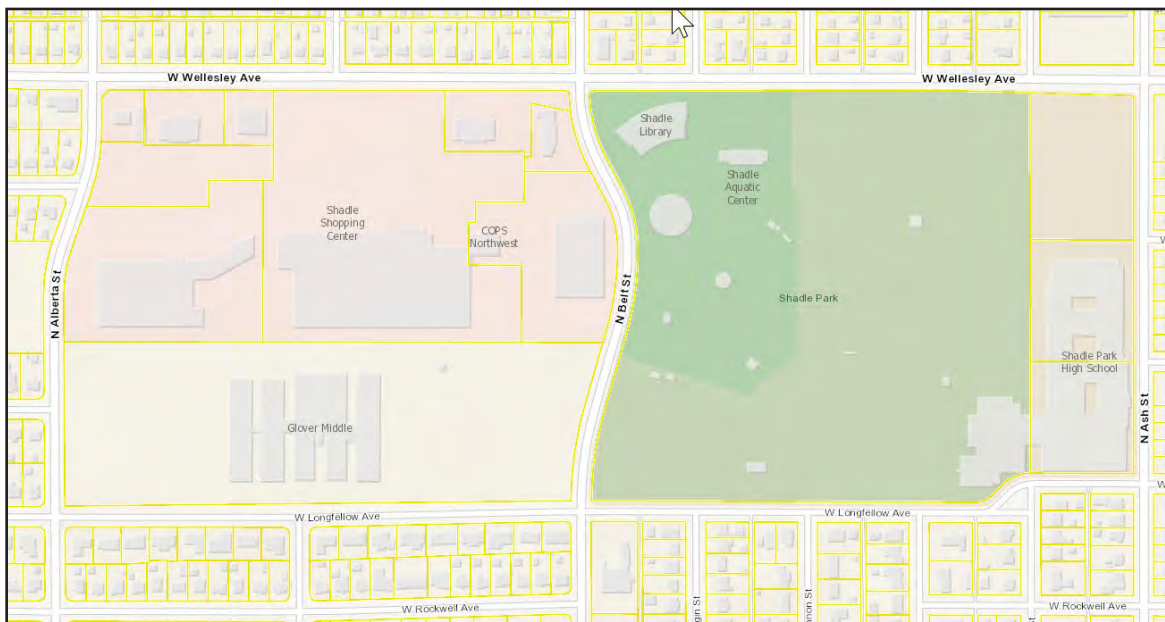 W Wellesley Ave
W Wellesley Ave
Shadle
Library
Shadle
Aquatic
Center
Shadle
Shopping
Center
COPS
Northwest
N Alberta St
N Belt St
Shadle Park
Shadle Park
High School
N Ash St
Glover Middle
W Longfellow Ave
W Longfellow Ave
W Rockwell Ave
W Rockwell Ave